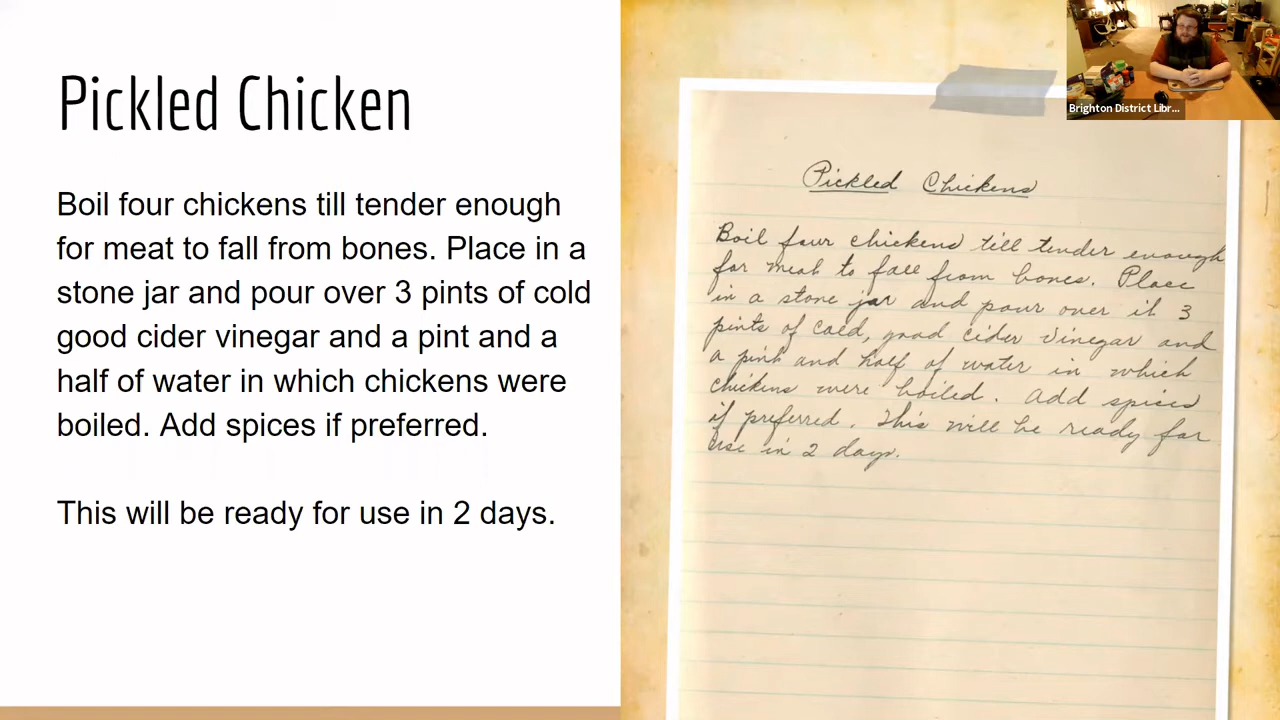 Pickled Chicken
Boil four chickens till tender enough
for meat to fall from bones. Place in a
stone jar and pour over 3 pints of cold
good cider vinegar and a pint and a
half of water in which chickens were
boiled. Add spices if preferred.
This will be ready for use in 2 days.
Pickled Chickens
Boil four chickens till tender enough
for meat to fall from bones. Place
in a stone jar and pour over it 3
pints of cold, good cider vinegar and
a pint and half of water in which
chickens were boiled. Add spices
if preferred. This will be ready for
use in 2 days.
Brighton District Libr...